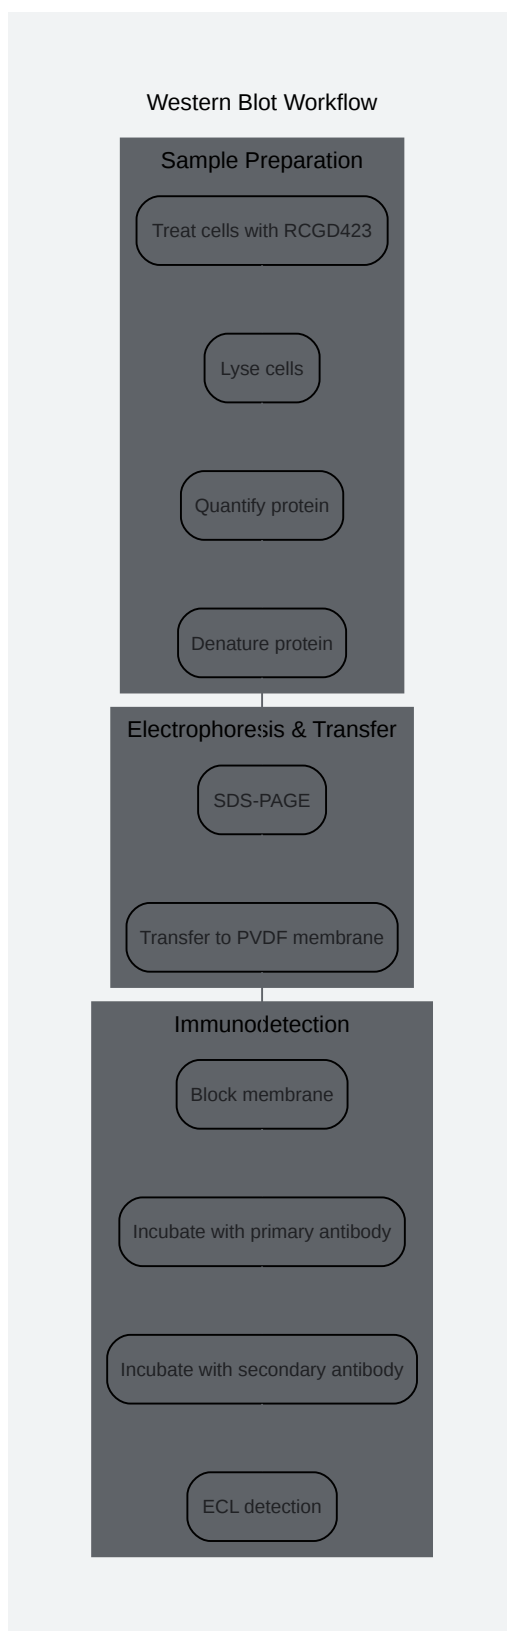 Western Blot Workflow
Sample Preparation
Treat cells with RCGD423
Lyse cells
Quantify protein
Denature protein
Electrophoresis & Transfer
SDS-PAGE
Transfer to PVDF membrane
Immunodetection
Block membrane
Incubate with primary antibody
Incubate with secondary antibody
ECL detection